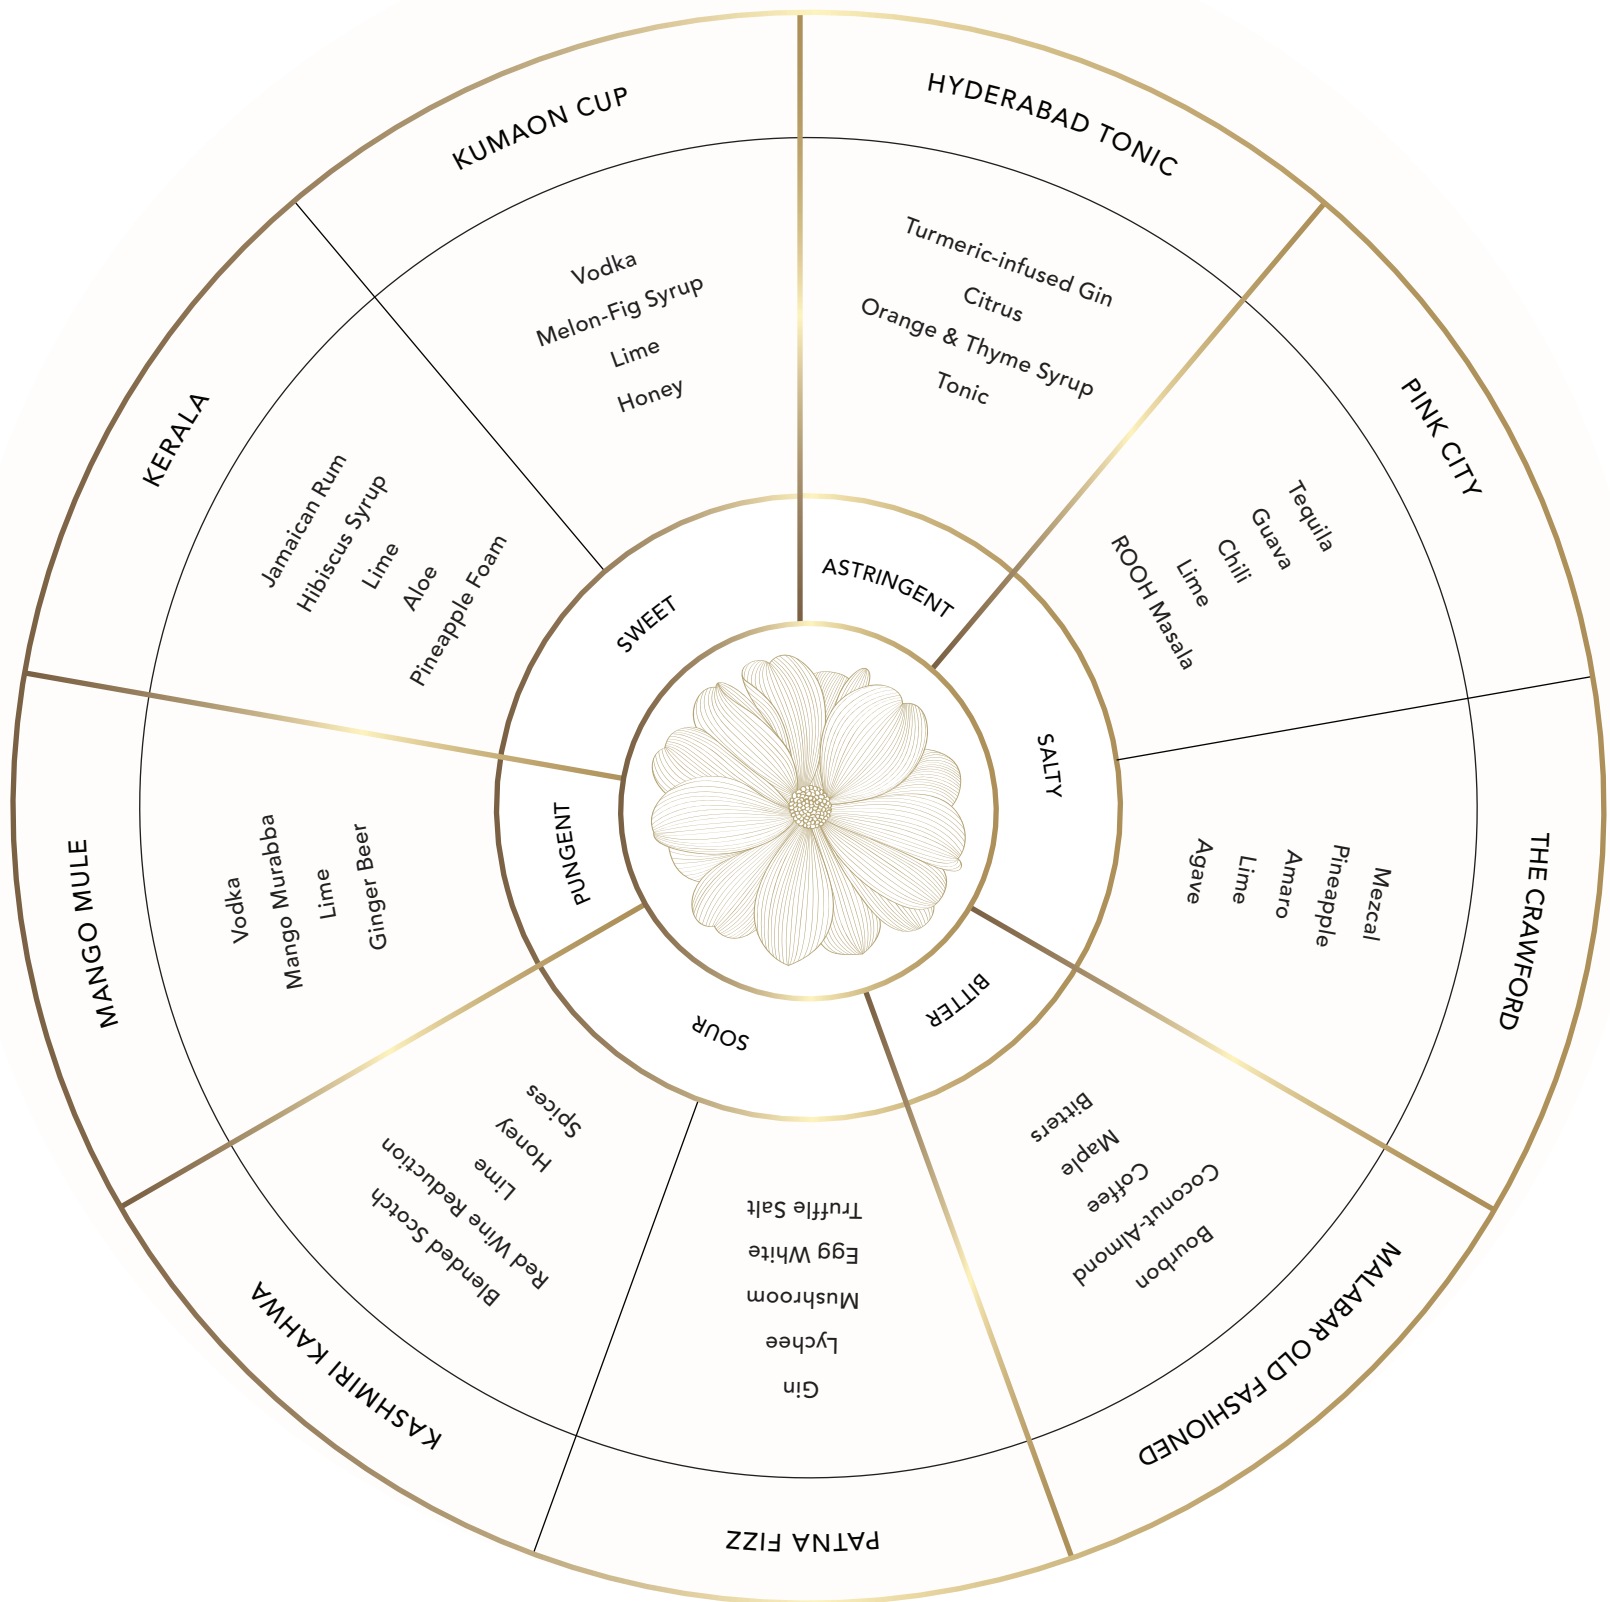 HYDERABAD TONIC
Turmeric-infused Gin
Citrus
Orange & Thyme Syrup
Tonic
ASTRINGENT
PINK CITY
Tequila
Guava
Chili
Lime
ROOH Masala
SALTY
THE CRAWFORD
Mezcal
Pineapple
Amaro
Lime
Agave
MALABAR OLD FASHIONED
Bourbon
Coconut-Almond
Coffee
Maple
Bitters
BITTER
PATNA FIZZ
Gin
Lychee
Mushroom
Egg White
Truffle Salt
SOUR
KASHMIRI KAHWA
Blended Scotch
Red Wine Reduction
Lime
Honey
Spices
MANGO MULE
Vodka
Mango Murabba
Lime
Ginger Beer
PUNGENT
KERALA
Jamaican Rum
Hibiscus Syrup
Lime
Aloe
Pineapple Foam
SWEET
KUMAON CUP
Vodka
Melon-Fig Syrup
Lime
Honey